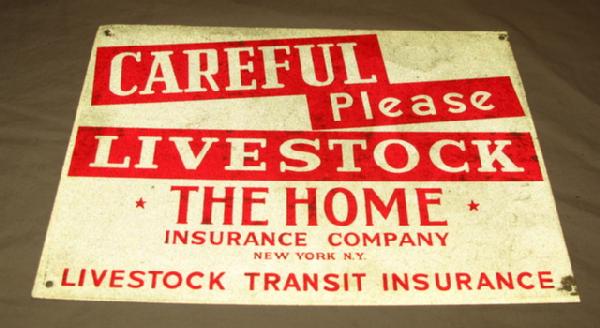 CAREFUL
Please
LIVESTOCK
THE HOME
INSURANCE COMPANY
NEW YORK N.Y.
LIVESTOCK TRANSIT INSURANCE